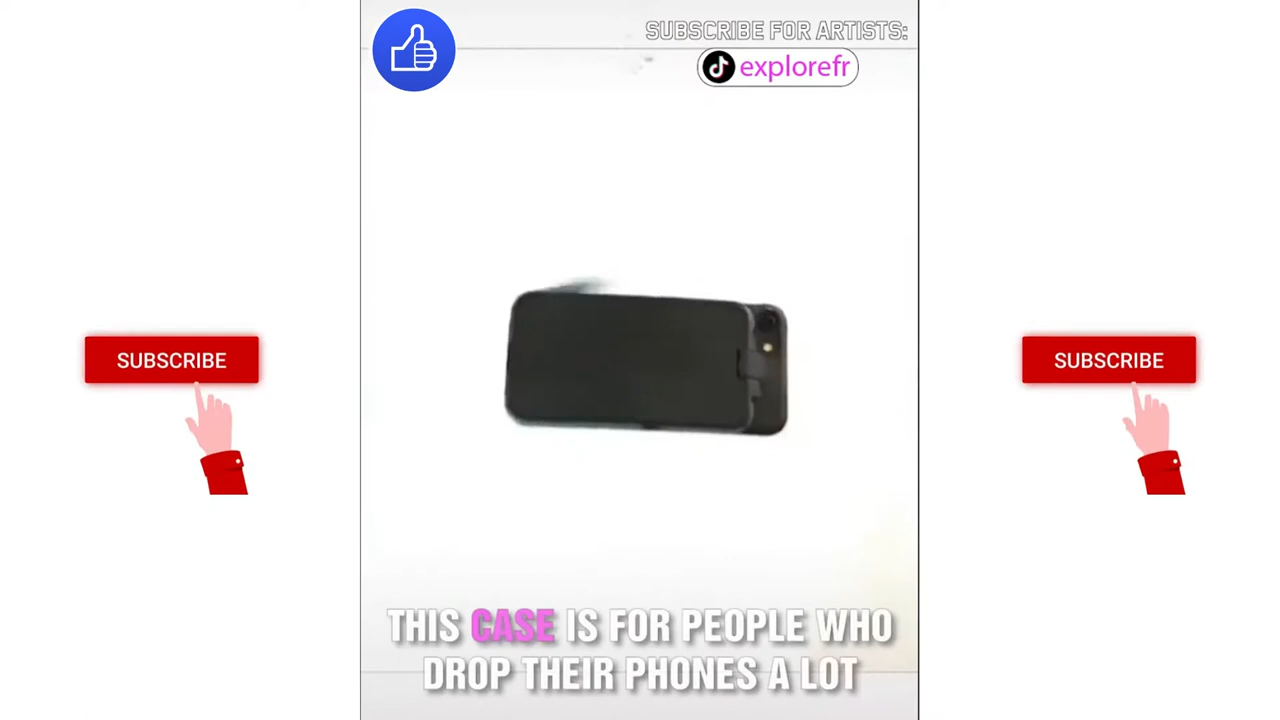 SUBSCRIBE FOR ARTISTS:
explorefr
SUBSCRIBE
SUBSCRIBE
THIS CASE IS FOR PEOPLE WHO
DROP THEIR PHONES A LOT